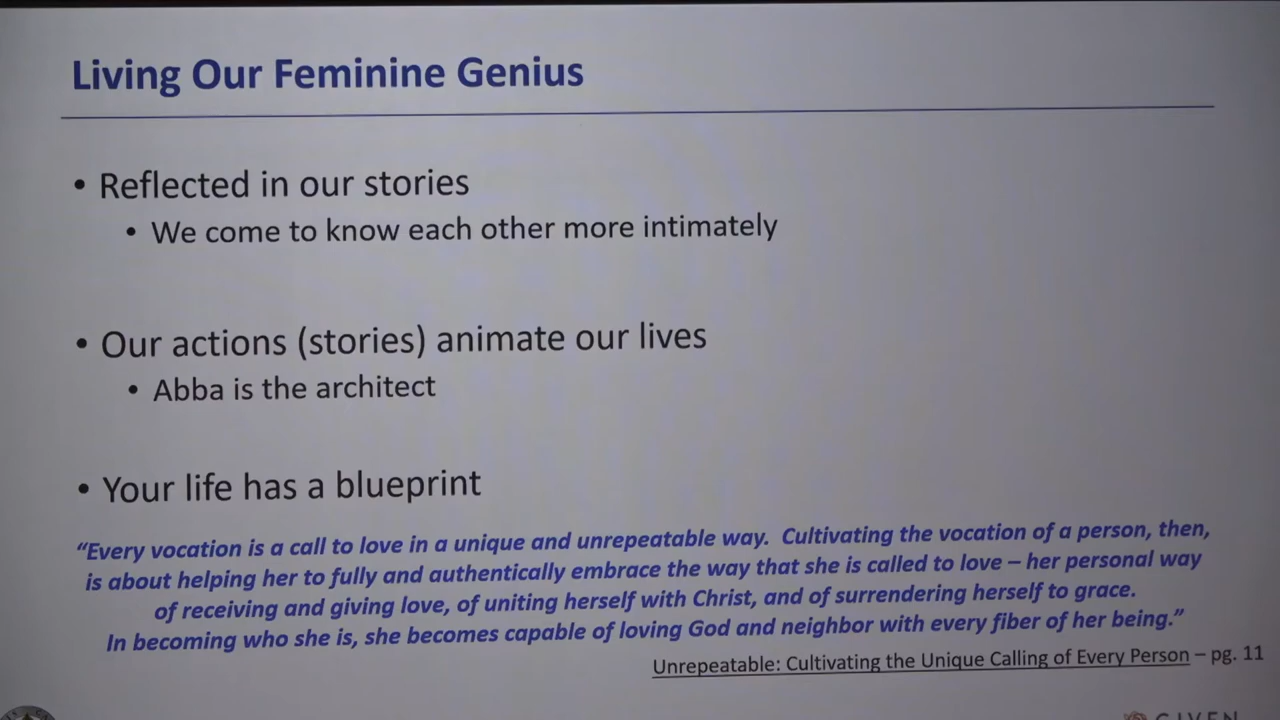 Living Our Feminine Genius
• Reflected in our stories
• We come to know each other more intimately
• Our actions (stories) animate our lives
• Abba is the architect
• Your life has a blueprint
“Every vocation is a call to love in a unique and unrepeatable way.  Cultivating the vocation of a person, then,
is about helping her to fully and authentically embrace the way that she is called to love – her personal way
of receiving and giving love, of uniting herself with Christ, and of surrendering herself to grace.
In becoming who she is, she becomes capable of loving God and neighbor with every fiber of her being.”
Unrepeatable: Cultivating the Unique Calling of Every Person – pg. 11
GIVEN